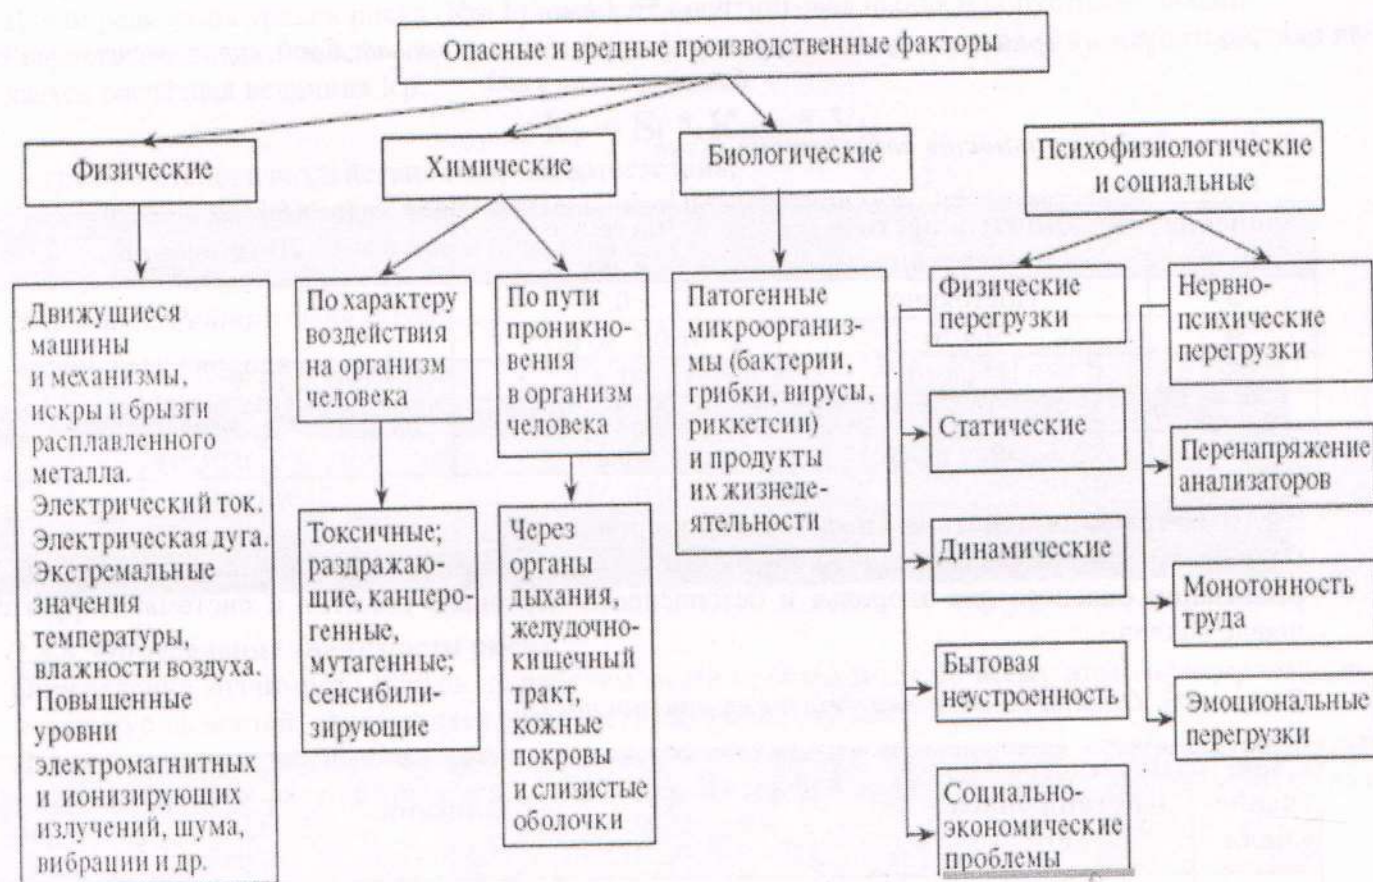 Опасные и вредные производственные факторы
Физические
Химические
Биологические
Психофизиологические
и социальные
Движущиеся
машины
и механизмы,
искры и брызги
расплавленного
металла.
Электрический ток.
Электрическая дуга.
Экстремальные
значения
температуры,
влажности воздуха.
Повышенные
уровни
электромагнитных
и ионизирующих
излучений, шума,
вибрации и др.
По характеру
воздействия
на организм
человека
Токсичные;
раздражаю-
щие, канцеро-
генные,
мутагенные;
сенсибили-
зирующие
По пути
проникно-
вения
в организм
человека
Через
органы
дыхания,
желудочно-
кишечный
тракт,
кожные
покровы
и слизистые
оболочки
Патогенные
микроорганиз-
мы (бактерии,
грибки, вирусы,
риккетсии)
и продукты
их жизнеде-
ятельности
Физические
перегрузки
Статические
Динамические
Бытовая
неустроенность
Социально-
экономические
проблемы
Нервно-
психические
перегрузки
Перенапряжение
анализаторов
Монотонность
труда
Эмоциональные
перегрузки